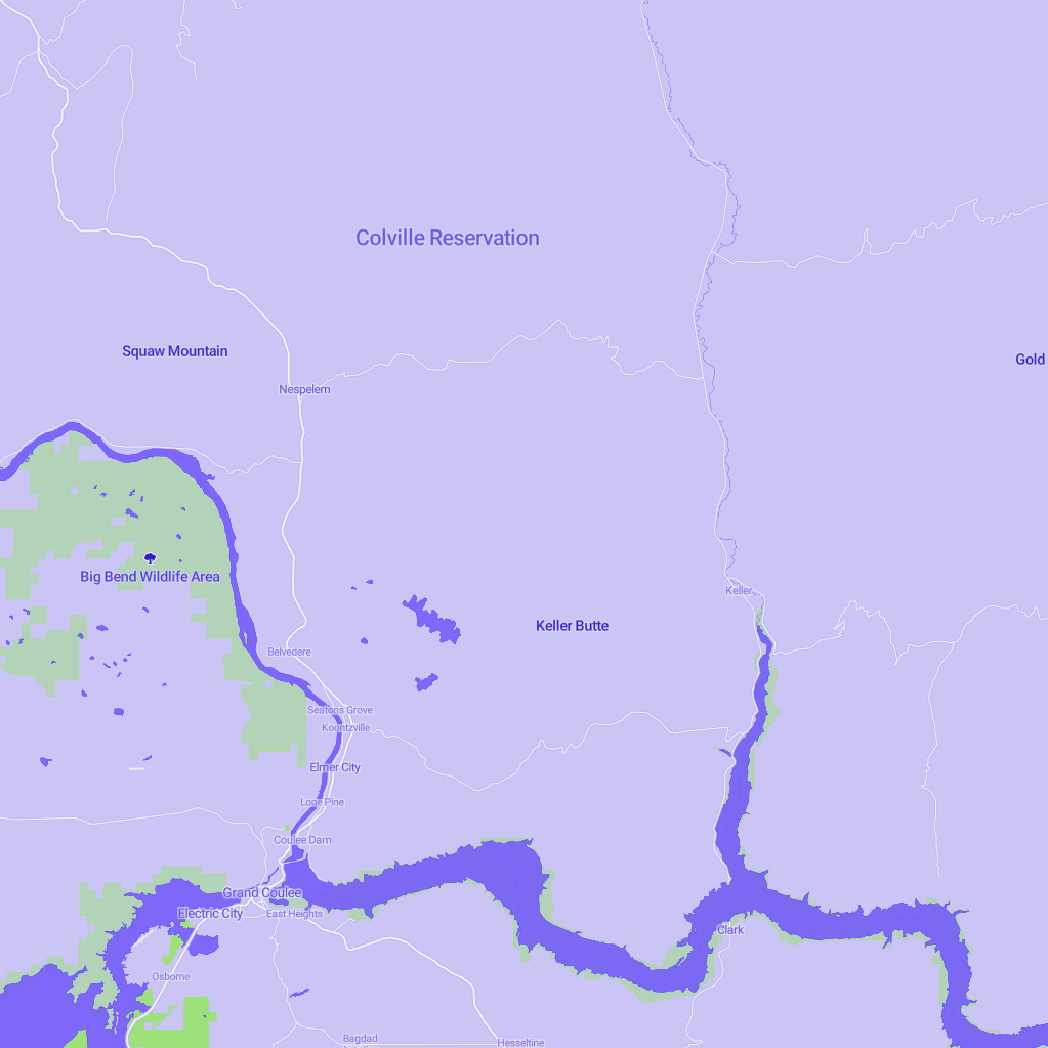 Colville Reservation
Squaw Mountain
Gold
Nespelem
Big Bend Wildlife Area
Keller
Keller Butte
Belvedere
Seatons Grove
Koontzville
Elmer City
Lone Pine
Coulee Dam
Grand Coulee
Electric City
East Heights
Clark
Osborne
Bagdad
Hesseltine